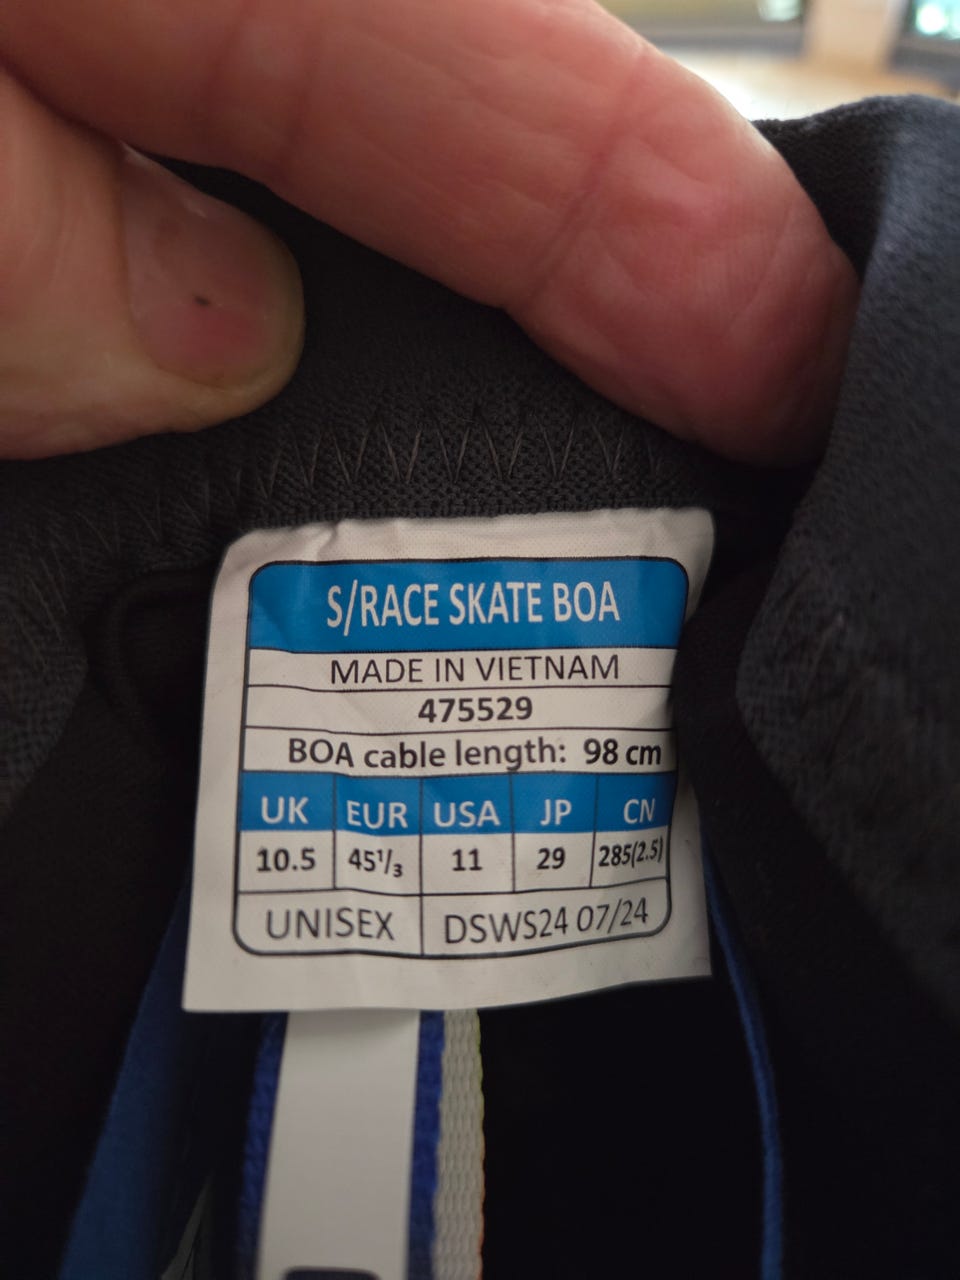 S/RACE SKATE BOA
MADE IN VIETNAM
475529
BOA cable length: 98 cm
UK EUR USA JP CN
10.5 45¹/₃ 11 29 285(2.5)
UNISEX DSWS24 07/24